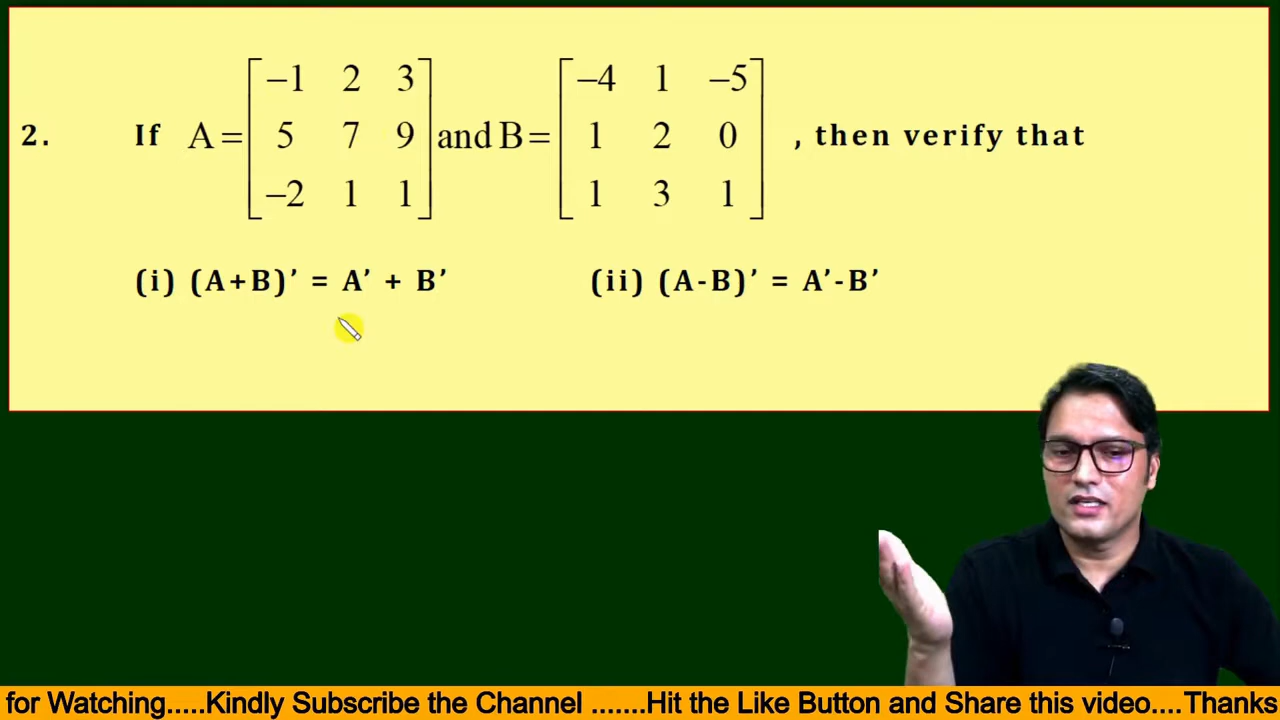 2. If A = [ −1 2 3 ; 5 7 9 ; −2 1 1 ] and B = [ −4 1 −5 ; 1 2 0 ; 1 3 1 ] , then verify that
(i) (A+B)’ = A’ + B’ (ii) (A-B)’ = A’-B’
for Watching.....Kindly Subscribe the Channel .......Hit the Like Button and Share this video....Thanks